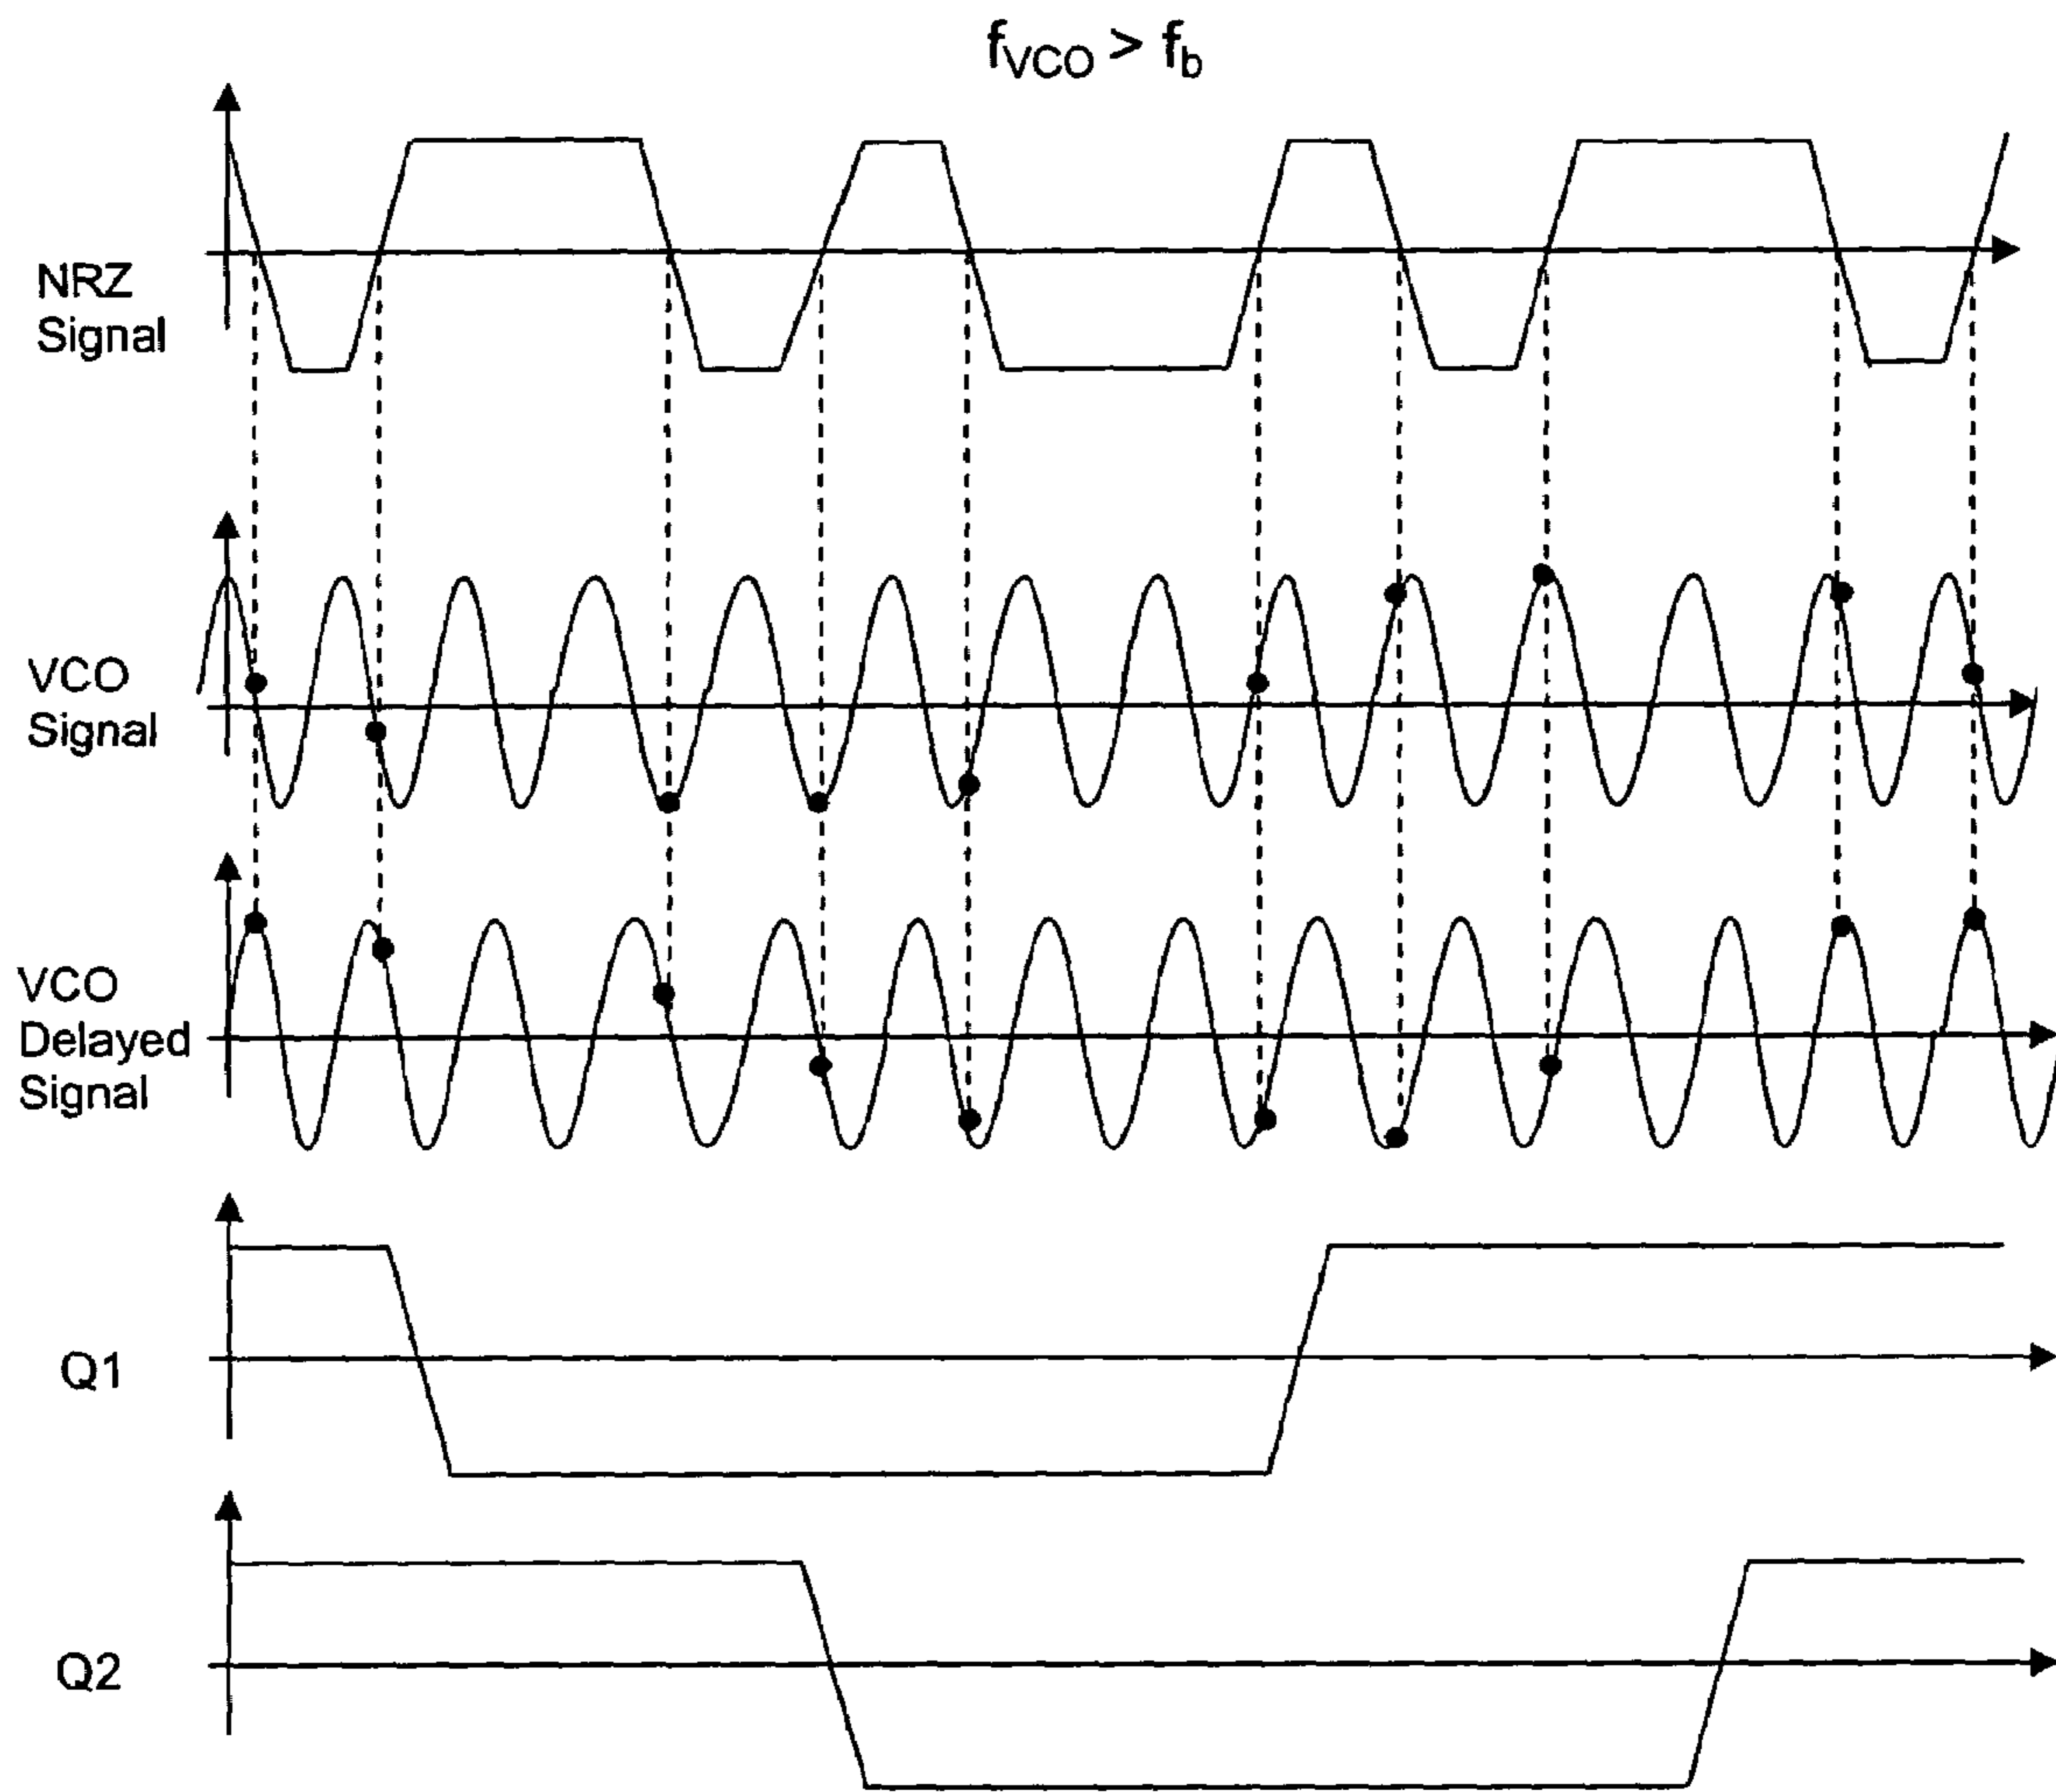 fVCO > fb
NRZ
Signal
VCO
Signal
VCO
Delayed
Signal
Q1
Q2